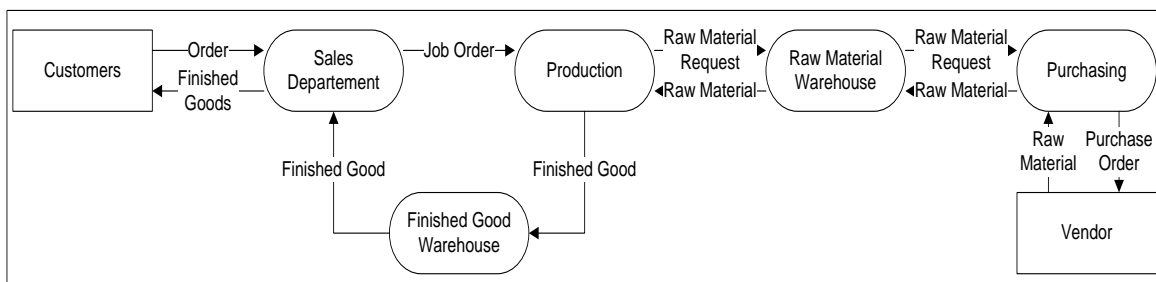 Customers
Order
Finished
Goods
Sales
Departement
Job Order
Production
Raw Material
Request
Raw Material
Raw Material
Warehouse
Raw Material
Request
Raw Material
Purchasing
Finished Good
Finished Good
Raw
Material
Purchase
Order
Finished Good
Warehouse
Vendor